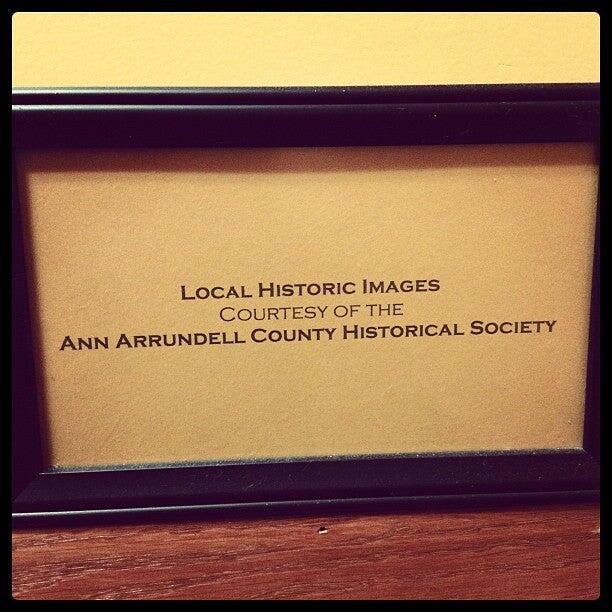 Local Historic Images
Courtesy of the
Ann Arrundell County Historical Society